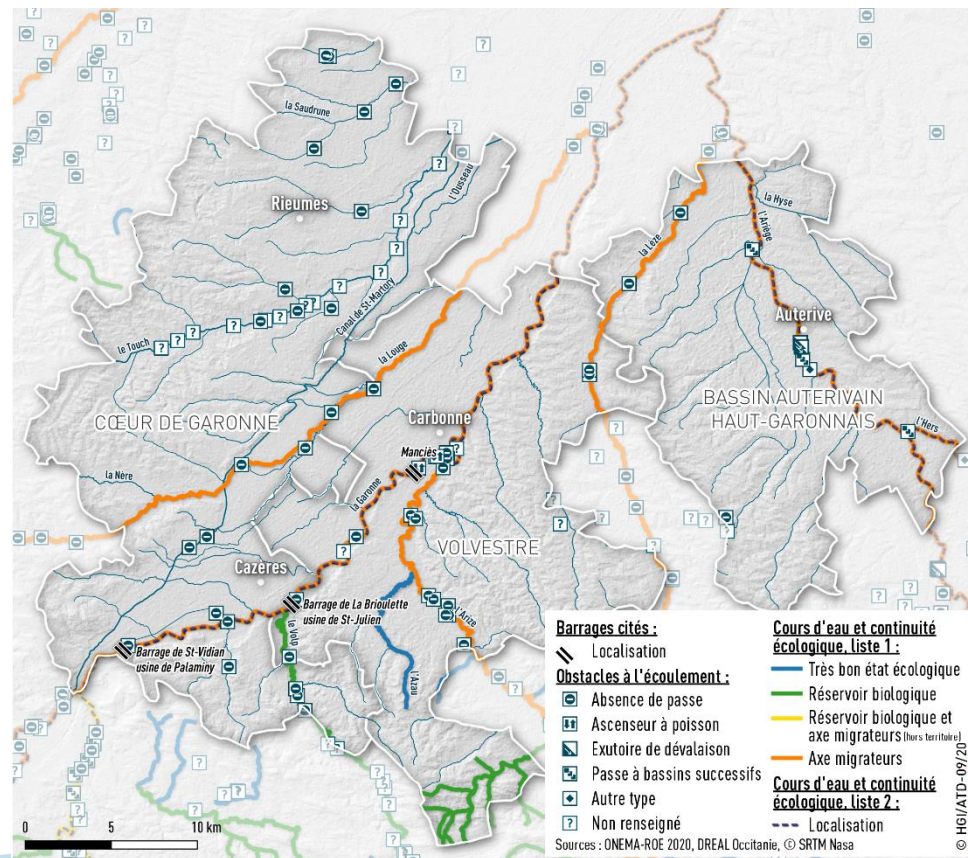 la Saudrune
l'Ousseau
la Hyse
Rieumes
l'Ariège
la Lèze
Canal de St-Martory
Auterive
le Touch
la Louge
BASSIN AUTERIVAIN
HAUT-GARONNAIS
CŒUR DE GARONNE
Carbonne
l'Hers
Manciès
la Nère
la Garonne
VOLVESTRE
Cazères
Barrage de La Brioulette
usine de St-Julien
l'Arize
le Volp
Barrage de St-Vidian
usine de Palaminy
l'Azau
0 5 10 km
Barrages cités :
Localisation
Obstacles à l'écoulement :
Absence de passe
Ascenseur à poisson
Exutoire de dévalaison
Passe à bassins successifs
Autre type
? Non renseigné
Cours d'eau et continuité
écologique, liste 1 :
Très bon état écologique
Réservoir biologique
Réservoir biologique et
axe migrateurs (hors territoire)
Axe migrateurs
Cours d'eau et continuité
écologique, liste 2 :
Localisation
Sources : ONEMA-ROE 2020, DREAL Occitanie, © SRTM Nasa
© HGI/ATD-09/20